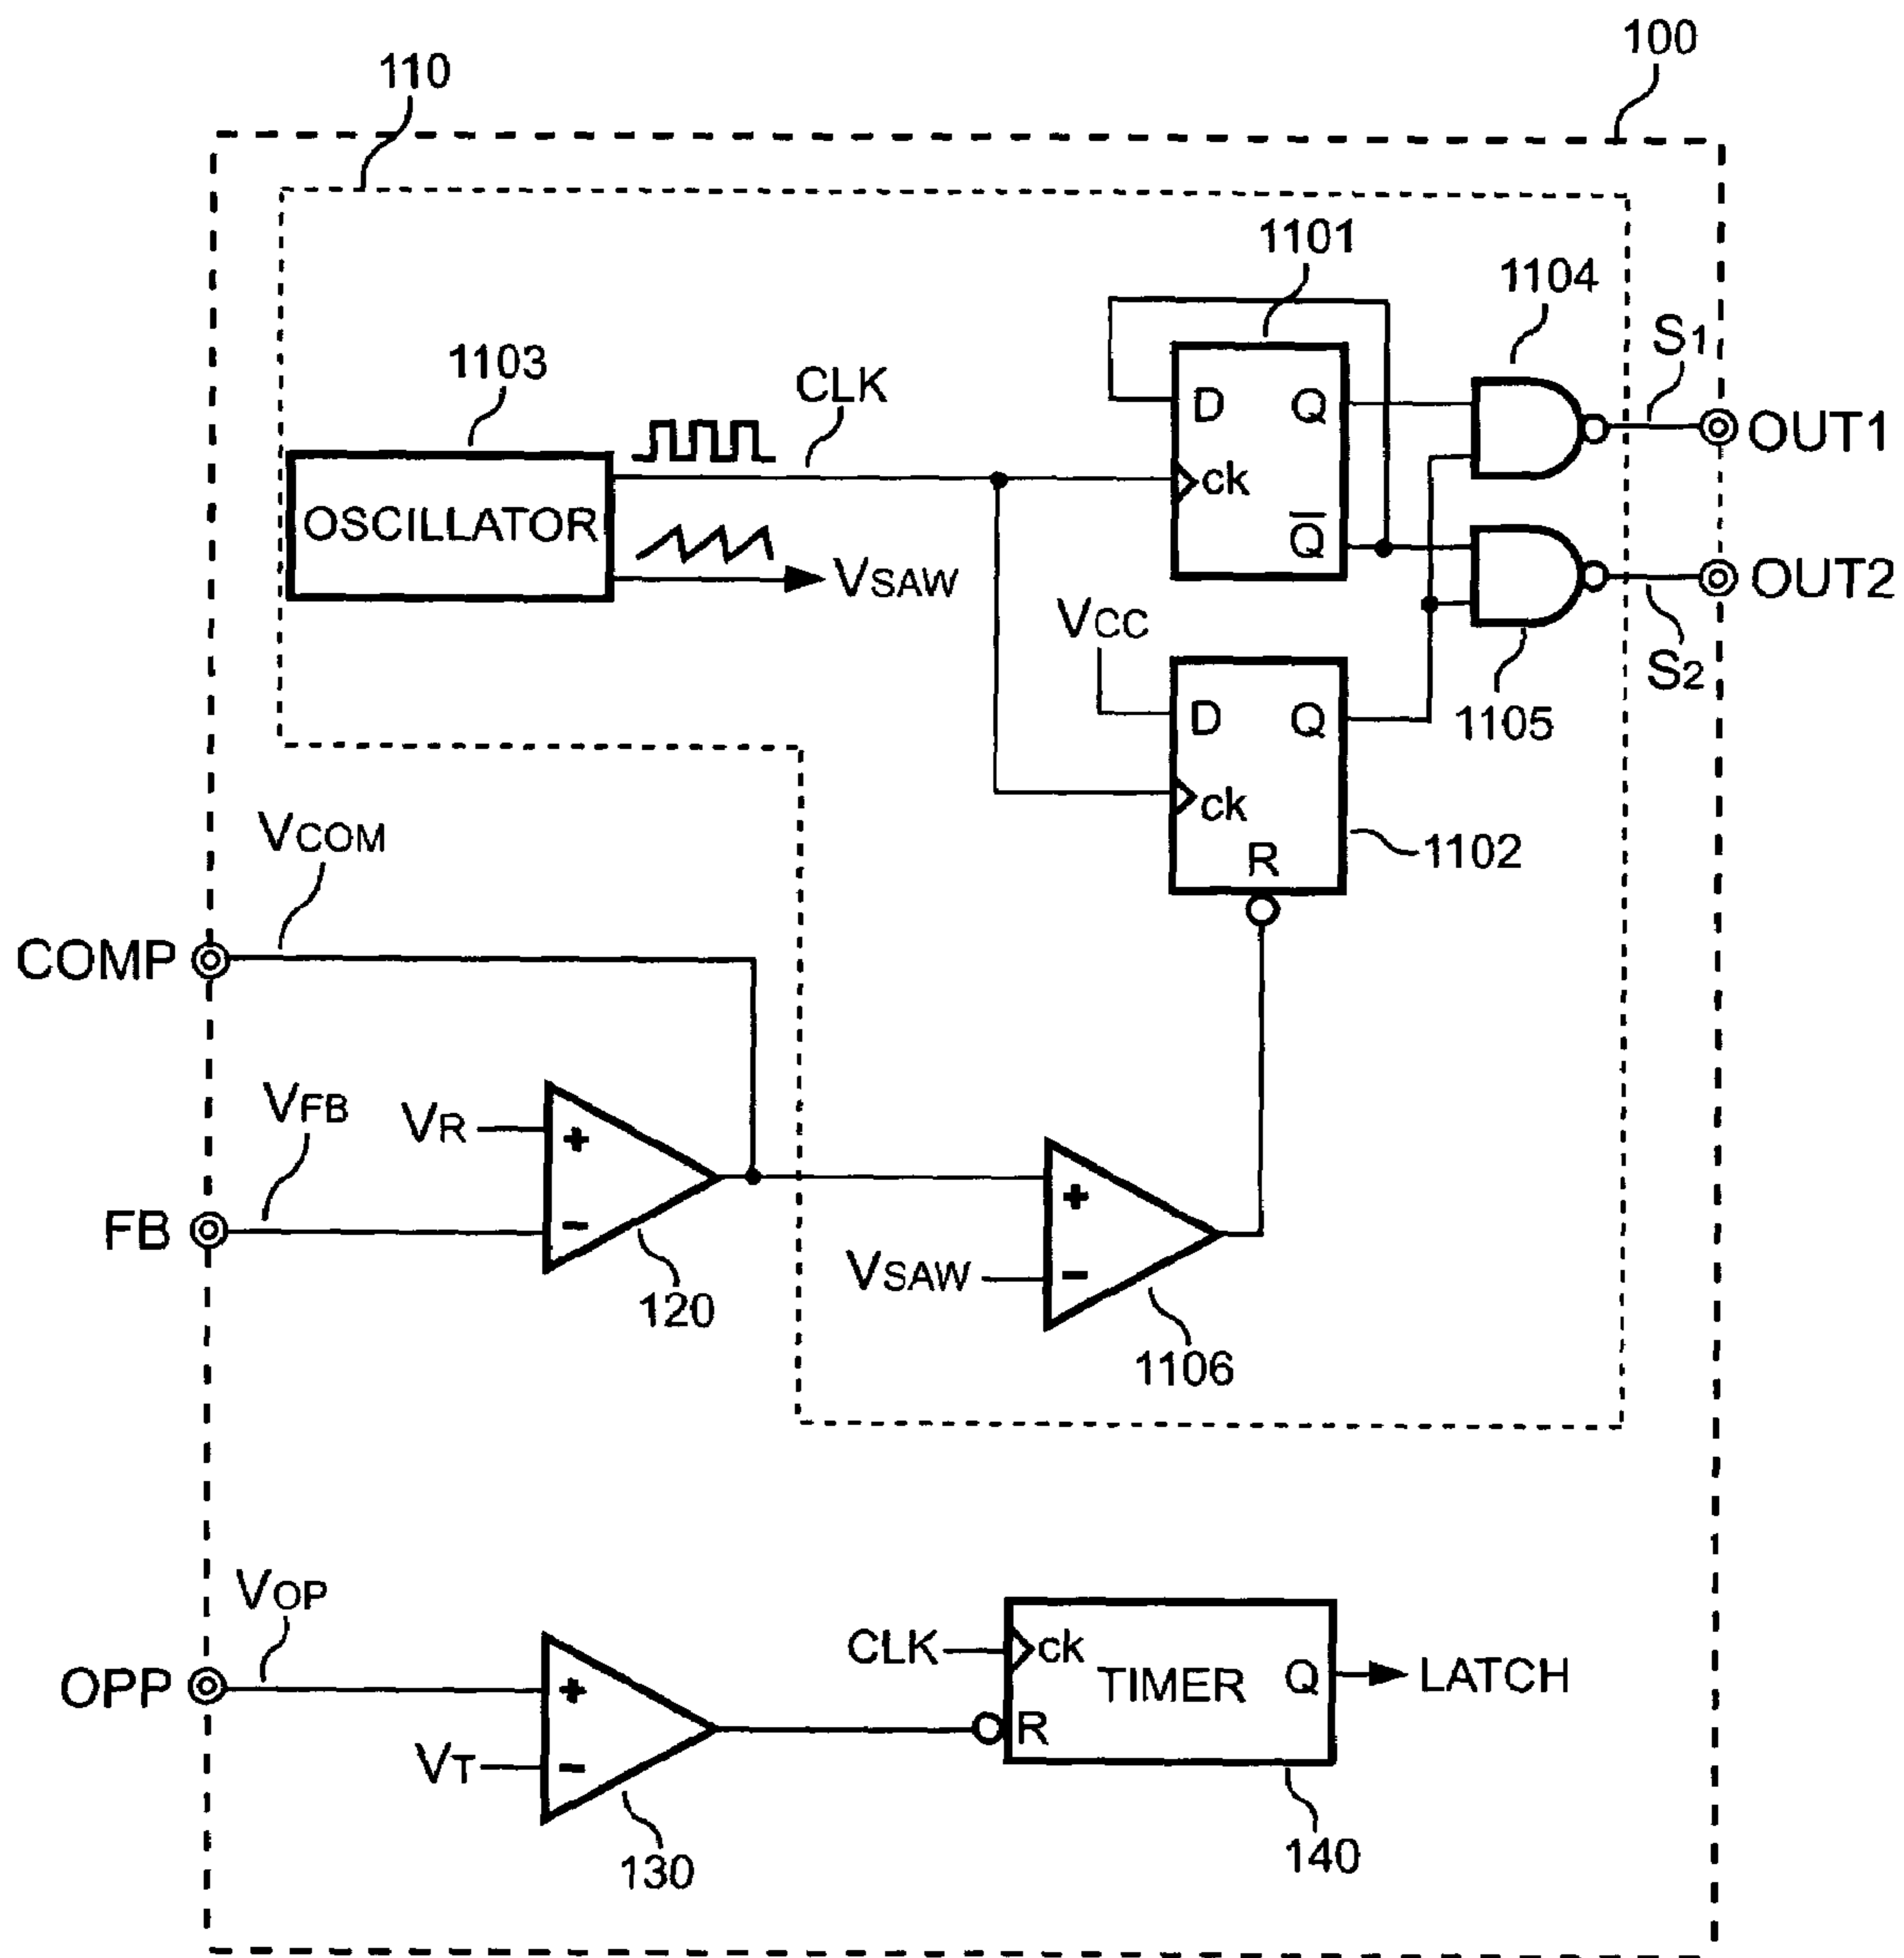 100
110
1101
1104
S1
1103
CLK
D
Q
OUT1
ck
OSCILLATOR
Q̅
VSAW
OUT2
VCC
S2
D
Q
1105
ck
VCOM
R
1102
COMP
VFB
VR
+
+
FB
-
VSAW
-
120
1106
VOP
CLK
ck
OPP
+
TIMER
Q
LATCH
R
VT
-
130
140